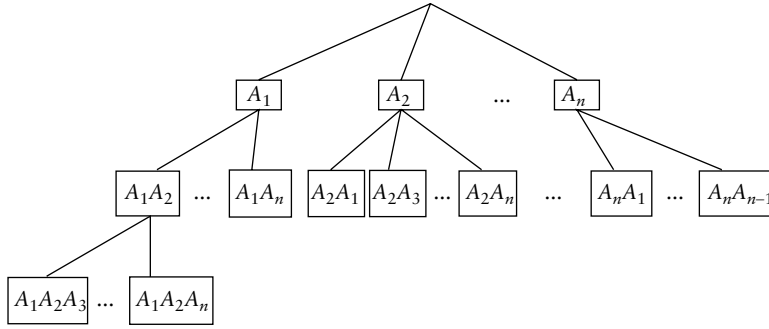 A₁ A₂ ... Aₙ
A₁A₂ ... A₁Aₙ A₂A₁ A₂A₃ ... A₂Aₙ ... AₙA₁ ... AₙAₙ₋₁
A₁A₂A₃ ... A₁A₂Aₙ